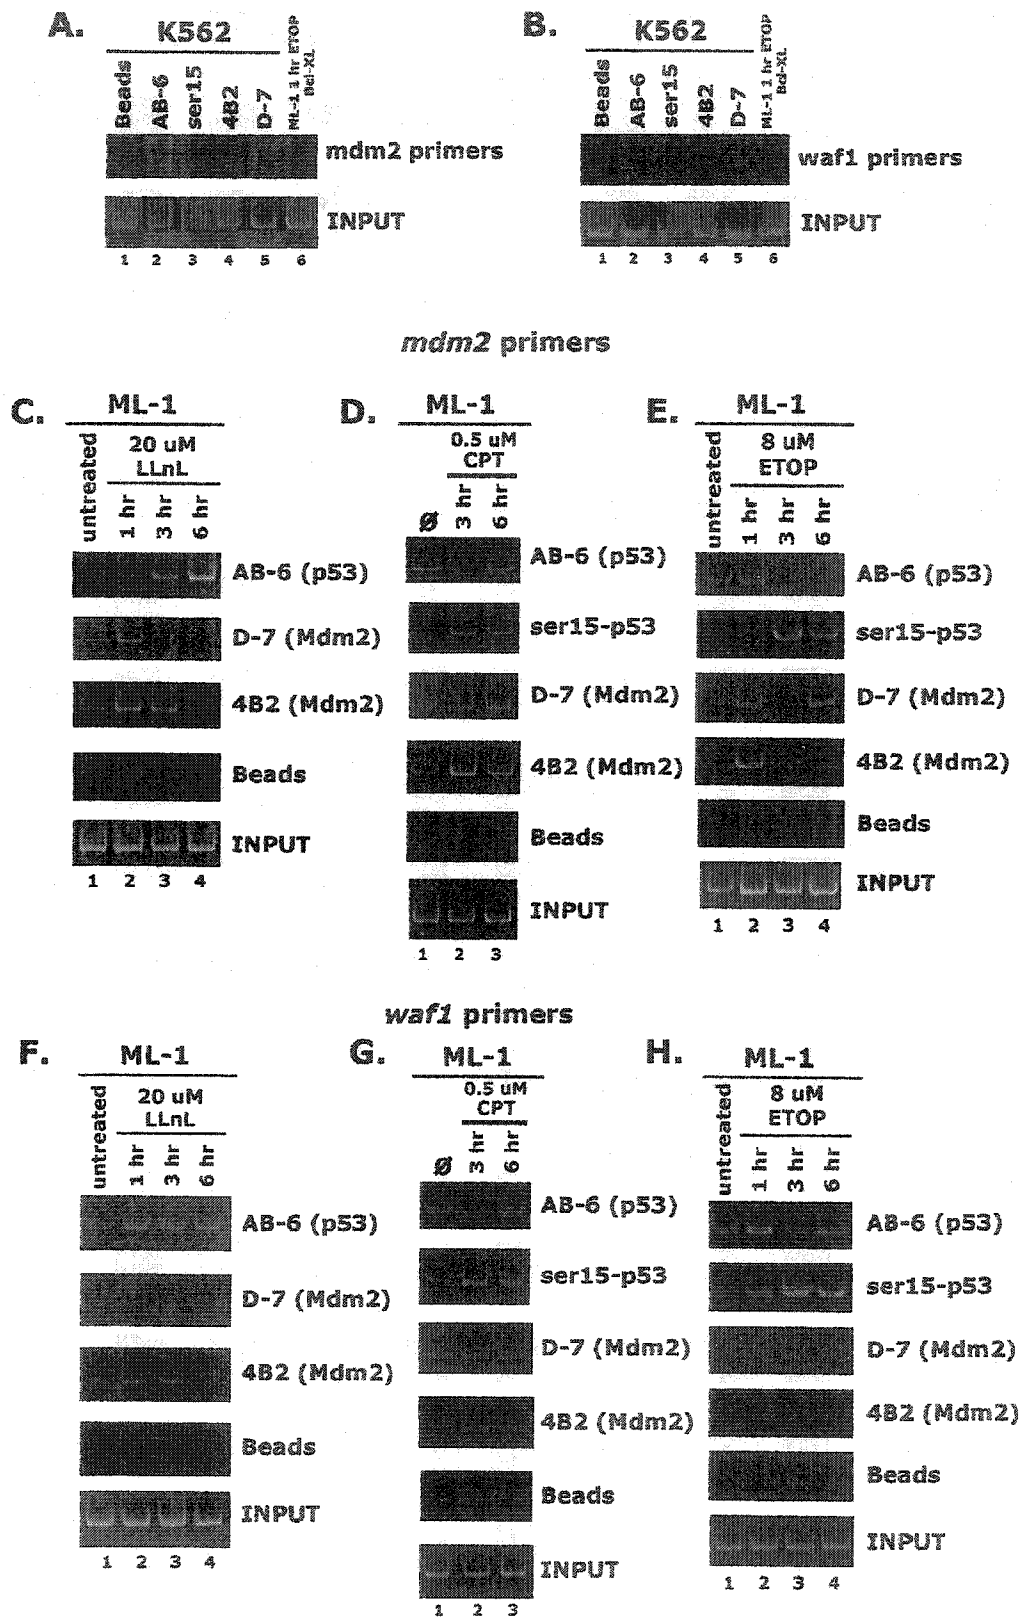 A.
K562
Beads
AB-6
ser15
4B2
D-7
ML-1 1 hr ETOP
Bcl-XL
mdm2 primers
INPUT
1 2 3 4 5 6
B.
K562
Beads
AB-6
ser15
4B2
D-7
ML-1 1 hr ETOP
Bcl-XL
waf1 primers
INPUT
1 2 3 4 5 6
mdm2 primers
C.
ML-1
untreated
20 uM
LLnL
1 hr
3 hr
6 hr
AB-6 (p53)
D-7 (Mdm2)
4B2 (Mdm2)
Beads
INPUT
1 2 3 4
D.
ML-1
0.5 uM
CPT
Ø
3 hr
6 hr
AB-6 (p53)
ser15-p53
D-7 (Mdm2)
4B2 (Mdm2)
Beads
INPUT
1 2 3
E.
ML-1
untreated
8 uM
ETOP
1 hr
3 hr
6 hr
AB-6 (p53)
ser15-p53
D-7 (Mdm2)
4B2 (Mdm2)
Beads
INPUT
1 2 3 4
waf1 primers
F.
ML-1
untreated
20 uM
LLnL
1 hr
3 hr
6 hr
AB-6 (p53)
D-7 (Mdm2)
4B2 (Mdm2)
Beads
INPUT
1 2 3 4
G.
ML-1
0.5 uM
CPT
Ø
3 hr
6 hr
AB-6 (p53)
ser15-p53
D-7 (Mdm2)
4B2 (Mdm2)
Beads
INPUT
1 2 3
H.
ML-1
untreated
8 uM
ETOP
1 hr
3 hr
6 hr
AB-6 (p53)
ser15-p53
D-7 (Mdm2)
4B2 (Mdm2)
Beads
INPUT
1 2 3 4